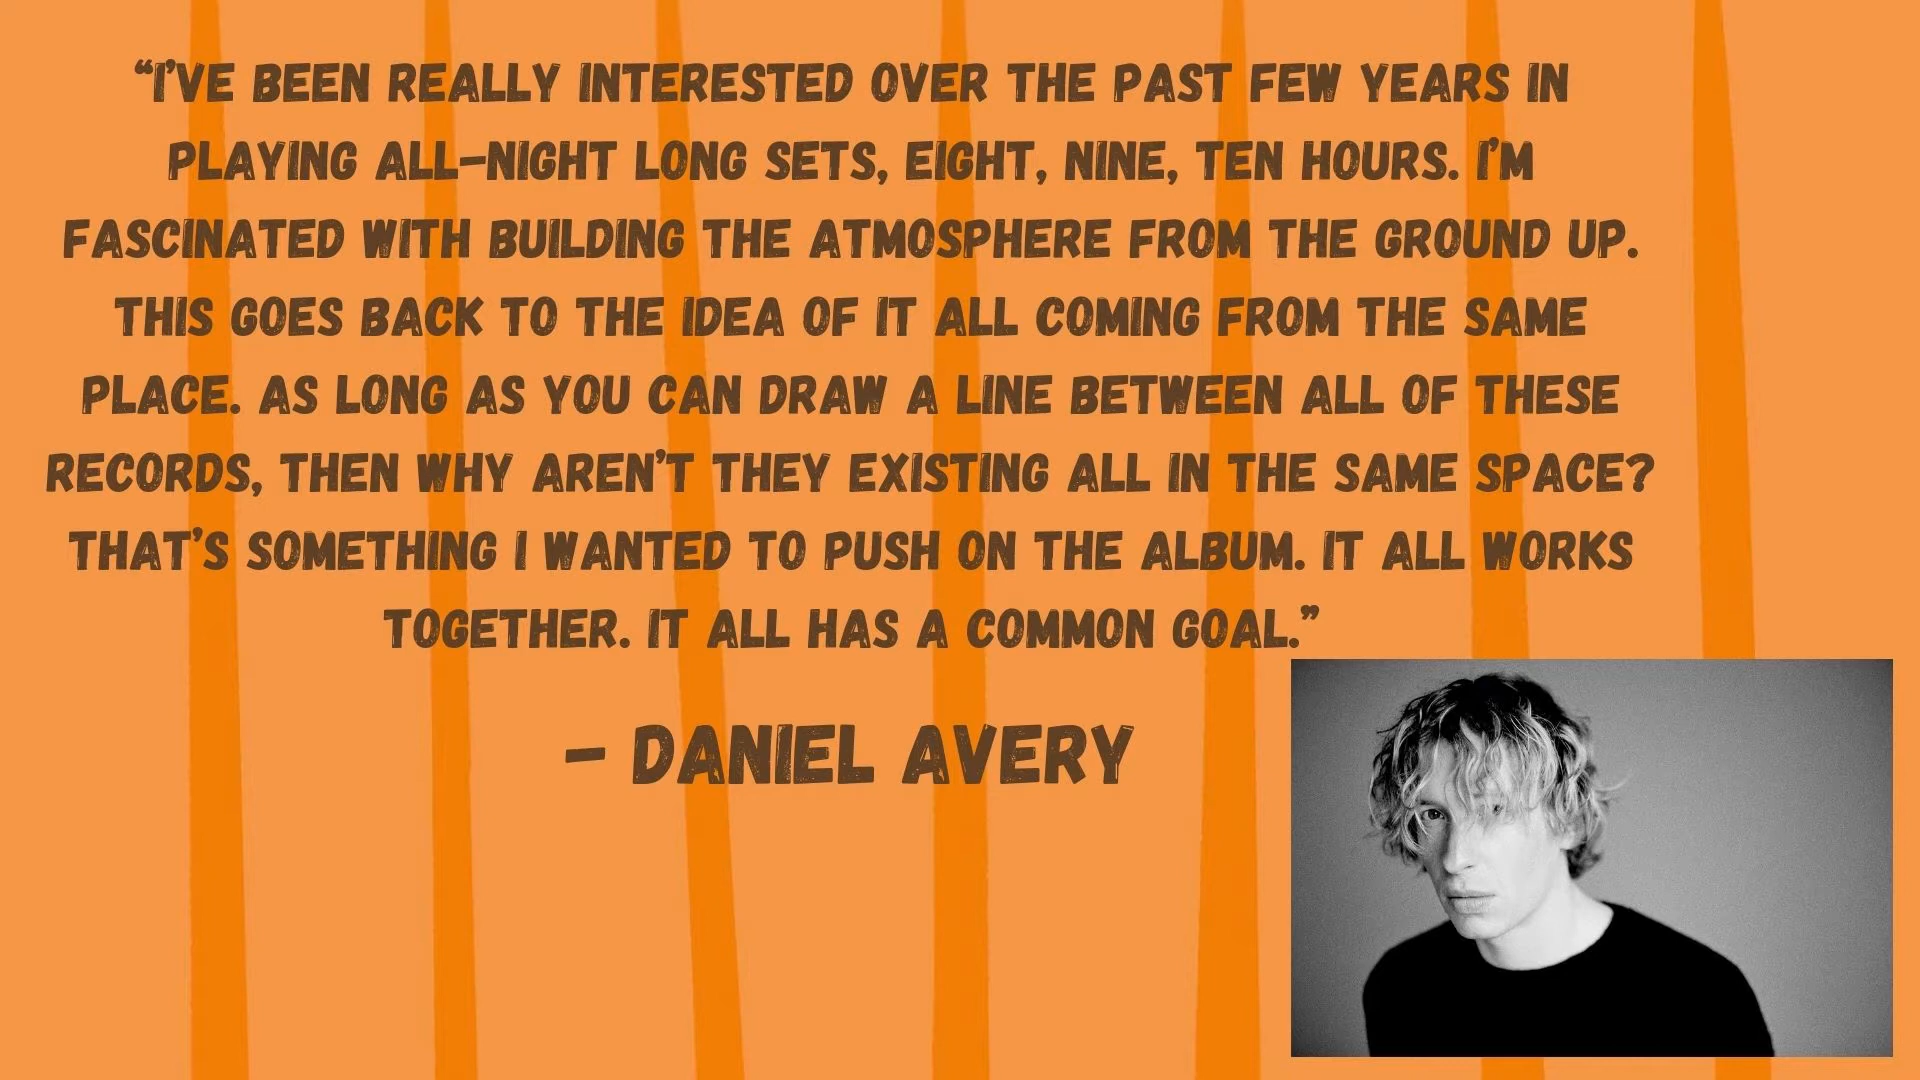 “I’VE BEEN REALLY INTERESTED OVER THE PAST FEW YEARS IN
PLAYING ALL-NIGHT LONG SETS, EIGHT, NINE, TEN HOURS. I’M
FASCINATED WITH BUILDING THE ATMOSPHERE FROM THE GROUND UP.
THIS GOES BACK TO THE IDEA OF IT ALL COMING FROM THE SAME
PLACE. AS LONG AS YOU CAN DRAW A LINE BETWEEN ALL OF THESE
RECORDS, THEN WHY AREN’T THEY EXISTING ALL IN THE SAME SPACE?
THAT’S SOMETHING I WANTED TO PUSH ON THE ALBUM. IT ALL WORKS
TOGETHER. IT ALL HAS A COMMON GOAL.”
- DANIEL AVERY